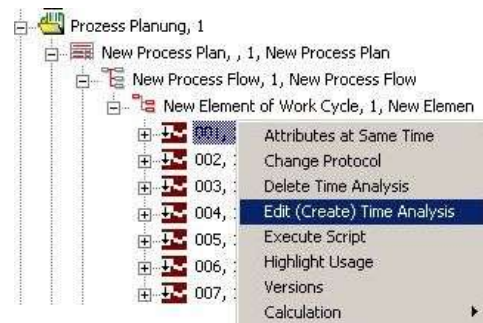 Prozess Planung, 1
New Process Plan, , 1, New Process Plan
New Process Flow, 1, New Process Flow
New Element of Work Cycle, 1, New Elemen
001,
002,
003,
004,
005,
006,
007,
Attributes at Same Time
Change Protocol
Delete Time Analysis
Edit (Create) Time Analysis
Execute Script
Highlight Usage
Versions
Calculation